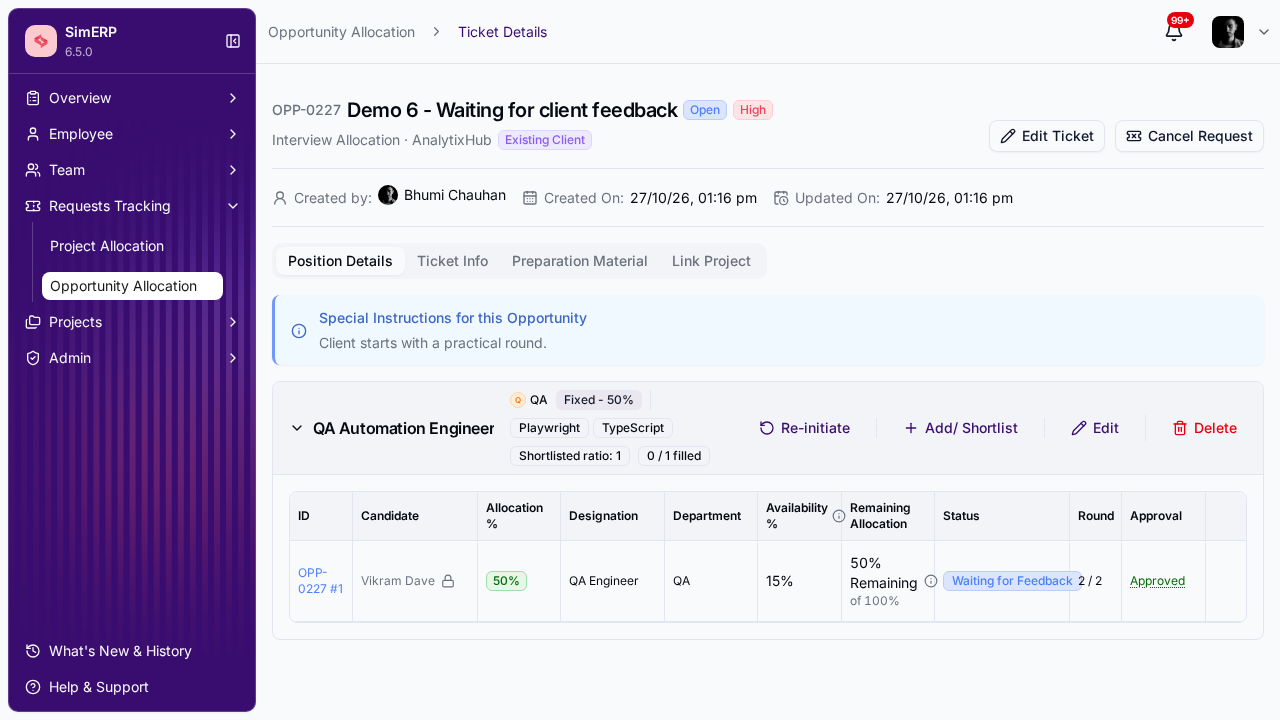 SimERP
6.5.0
Overview
Employee
Team
Requests Tracking
Project Allocation
Opportunity Allocation
Projects
Admin
What's New & History
Help & Support
Opportunity Allocation
Ticket Details
99+
OPP-0227 Demo 6 - Waiting for client feedback Open High
Interview Allocation · AnalytixHub Existing Client
Edit Ticket
Cancel Request
Created by: Bhumi Chauhan
Created On: 27/10/26, 01:16 pm
Updated On: 27/10/26, 01:16 pm
Position Details
Ticket Info
Preparation Material
Link Project
Special Instructions for this Opportunity
Client starts with a practical round.
QA Automation Engineer
Q QA Fixed - 50%
Playwright TypeScript
Shortlisted ratio: 1 0 / 1 filled
Re-initiate
Add/ Shortlist
Edit
Delete
ID
Candidate
Allocation
%
Designation
Department
Availability
%
Remaining
Allocation
Status
Round
Approval
OPP-
0227 #1
Vikram Dave
50%
QA Engineer
QA
15%
50%
Remaining
of 100%
Waiting for Feedback
2 / 2
Approved